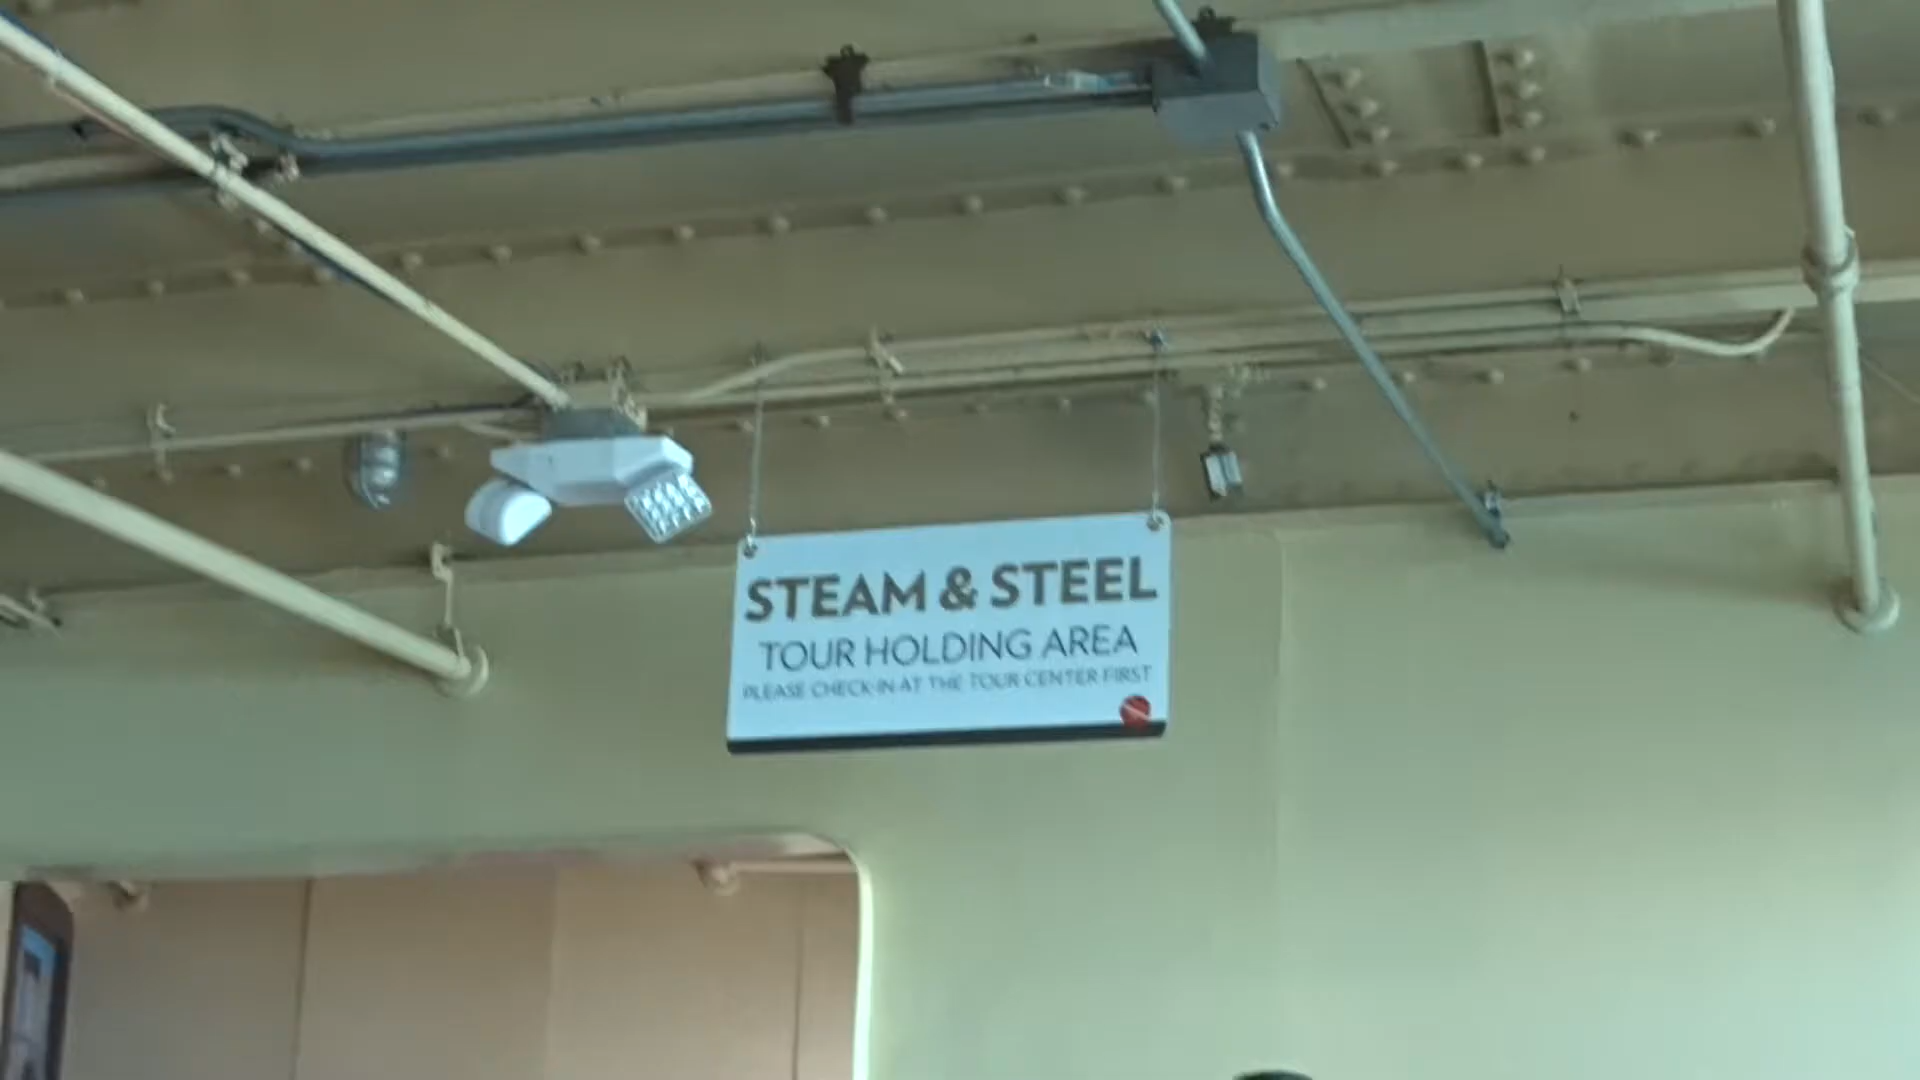 STEAM & STEEL
TOUR HOLDING AREA
PLEASE CHECK-IN AT THE TOUR CENTER FIRST